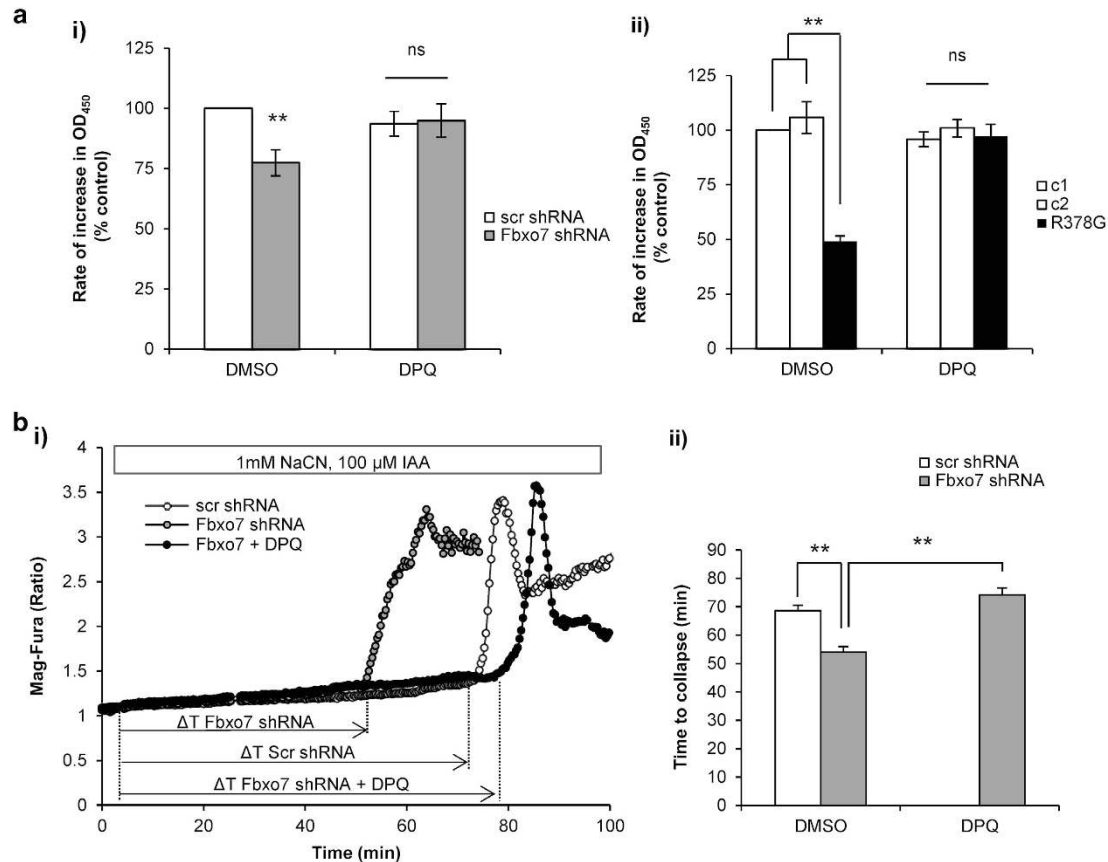 a
i)
Rate of increase in OD450
(% control)
125
100
75
50
25
0
**
ns
DMSO
DPQ
scr shRNA
Fbxo7 shRNA
ii)
Rate of increase in OD450
(% control)
125
100
75
50
25
0
**
ns
DMSO
DPQ
c1
c2
R378G
b
i)
Mag-Fura (Ratio)
4
3.5
3
2.5
2
1.5
1
0.5
0
1mM NaCN, 100 µM IAA
scr shRNA
Fbxo7 shRNA
Fbxo7 + DPQ
ΔT Fbxo7 shRNA
ΔT Scr shRNA
ΔT Fbxo7 shRNA + DPQ
0
20
40
60
80
100
Time (min)
ii)
scr shRNA
Fbxo7 shRNA
Time to collapse (min)
90
80
70
60
50
40
30
20
10
0
**
**
DMSO
DPQ